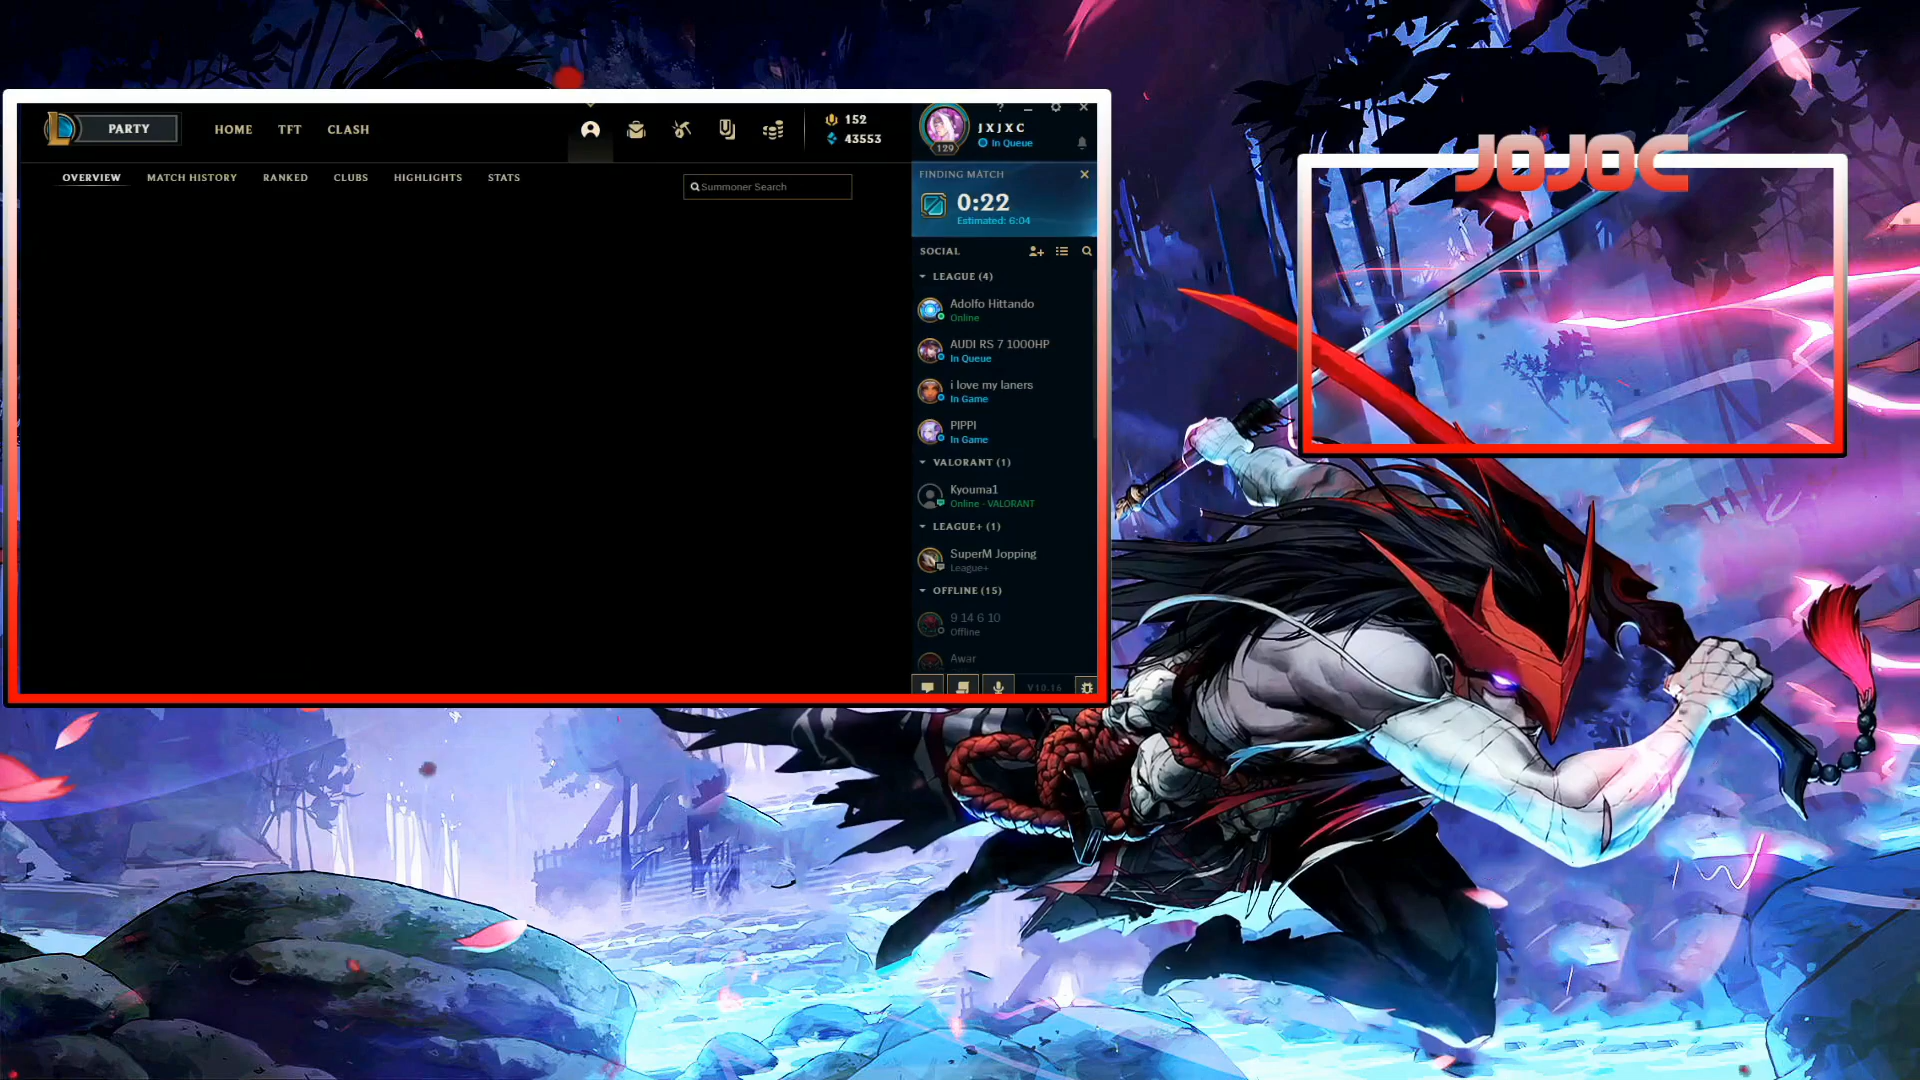 PARTY
HOME
TFT
CLASH
152
43553
?
JXJXC
129
In Queue
OVERVIEW
MATCH HISTORY
RANKED
CLUBS
HIGHLIGHTS
STATS
Summoner Search
FINDING MATCH
0:22
Estimated: 6:04
SOCIAL
LEAGUE (4)
Adolfo Hittando
Online
AUDI RS 7 1000HP
In Queue
i love my laners
In Game
PIPPI
In Game
VALORANT (1)
Kyouma1
Online - VALORANT
LEAGUE+ (1)
SuperM Jopping
League+
OFFLINE (15)
9 14 6 10
Offline
Awar
V10.16
JOJOC